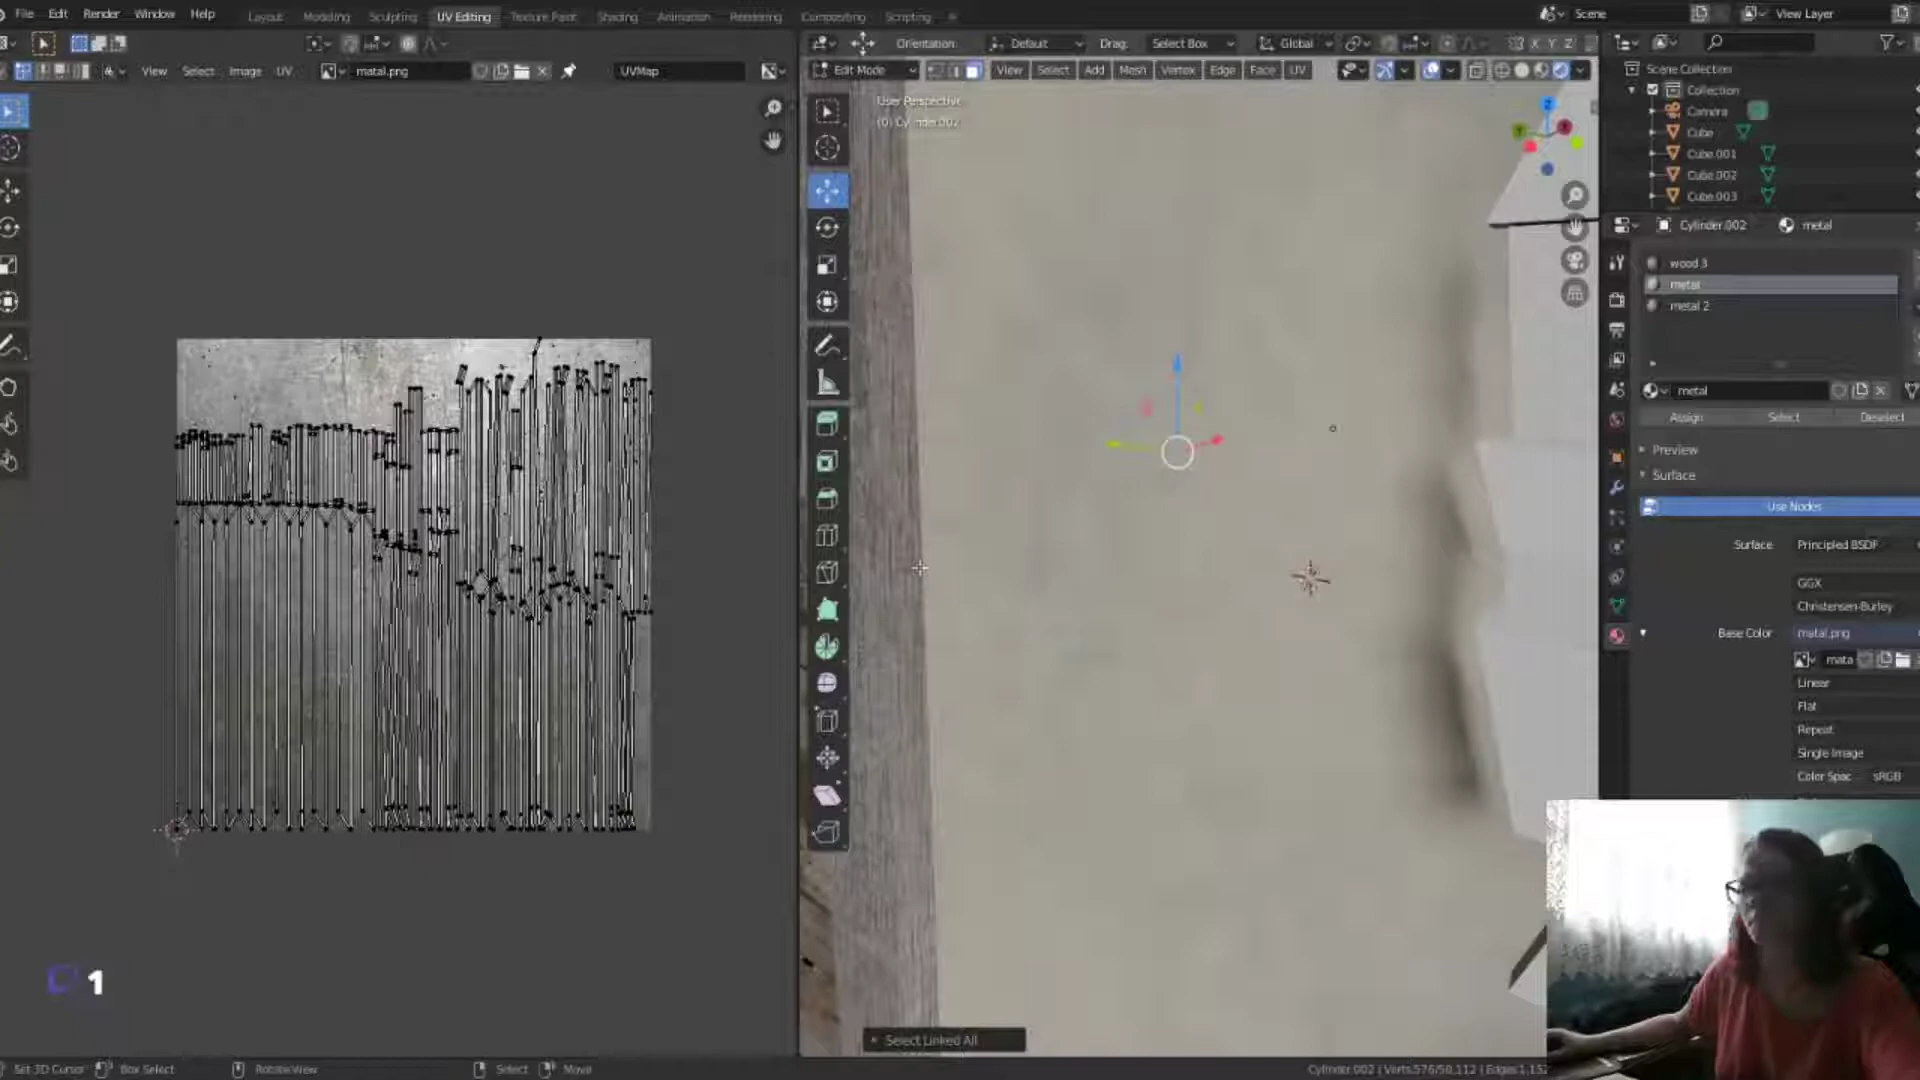 File Edit Render Window Help
Layout Modeling Sculpting UV Editing Texture Paint Shading Animation Rendering Compositing Scripting
Scene
View Layer
Orientation: Default Drag: Select Box Global
View Select Image UV matal.png UVMap
Edit Mode View Select Add Mesh Vertex Edge Face UV
X Y Z
User Perspective
(0) Cylinder.002
Z
Scene Collection
Collection
Camera
Cube
Cube.001
Cube.002
Cube.003
Cylinder.002 metal
wood 3
metal
metal 2
metal
Assign Select Deselect
Preview
Surface
Use Nodes
Surface Principled BSDF
GGX
Christensen-Burley
Base Color matal.png
mata
Linear
Flat
Repeat
Single Image
Color Spac sRGB
1
Select Linked All
Set 3D Cursor Box Select Rotate View Select Move
Cylinder.002 | Verts:576/50,112 | Edges:1,152